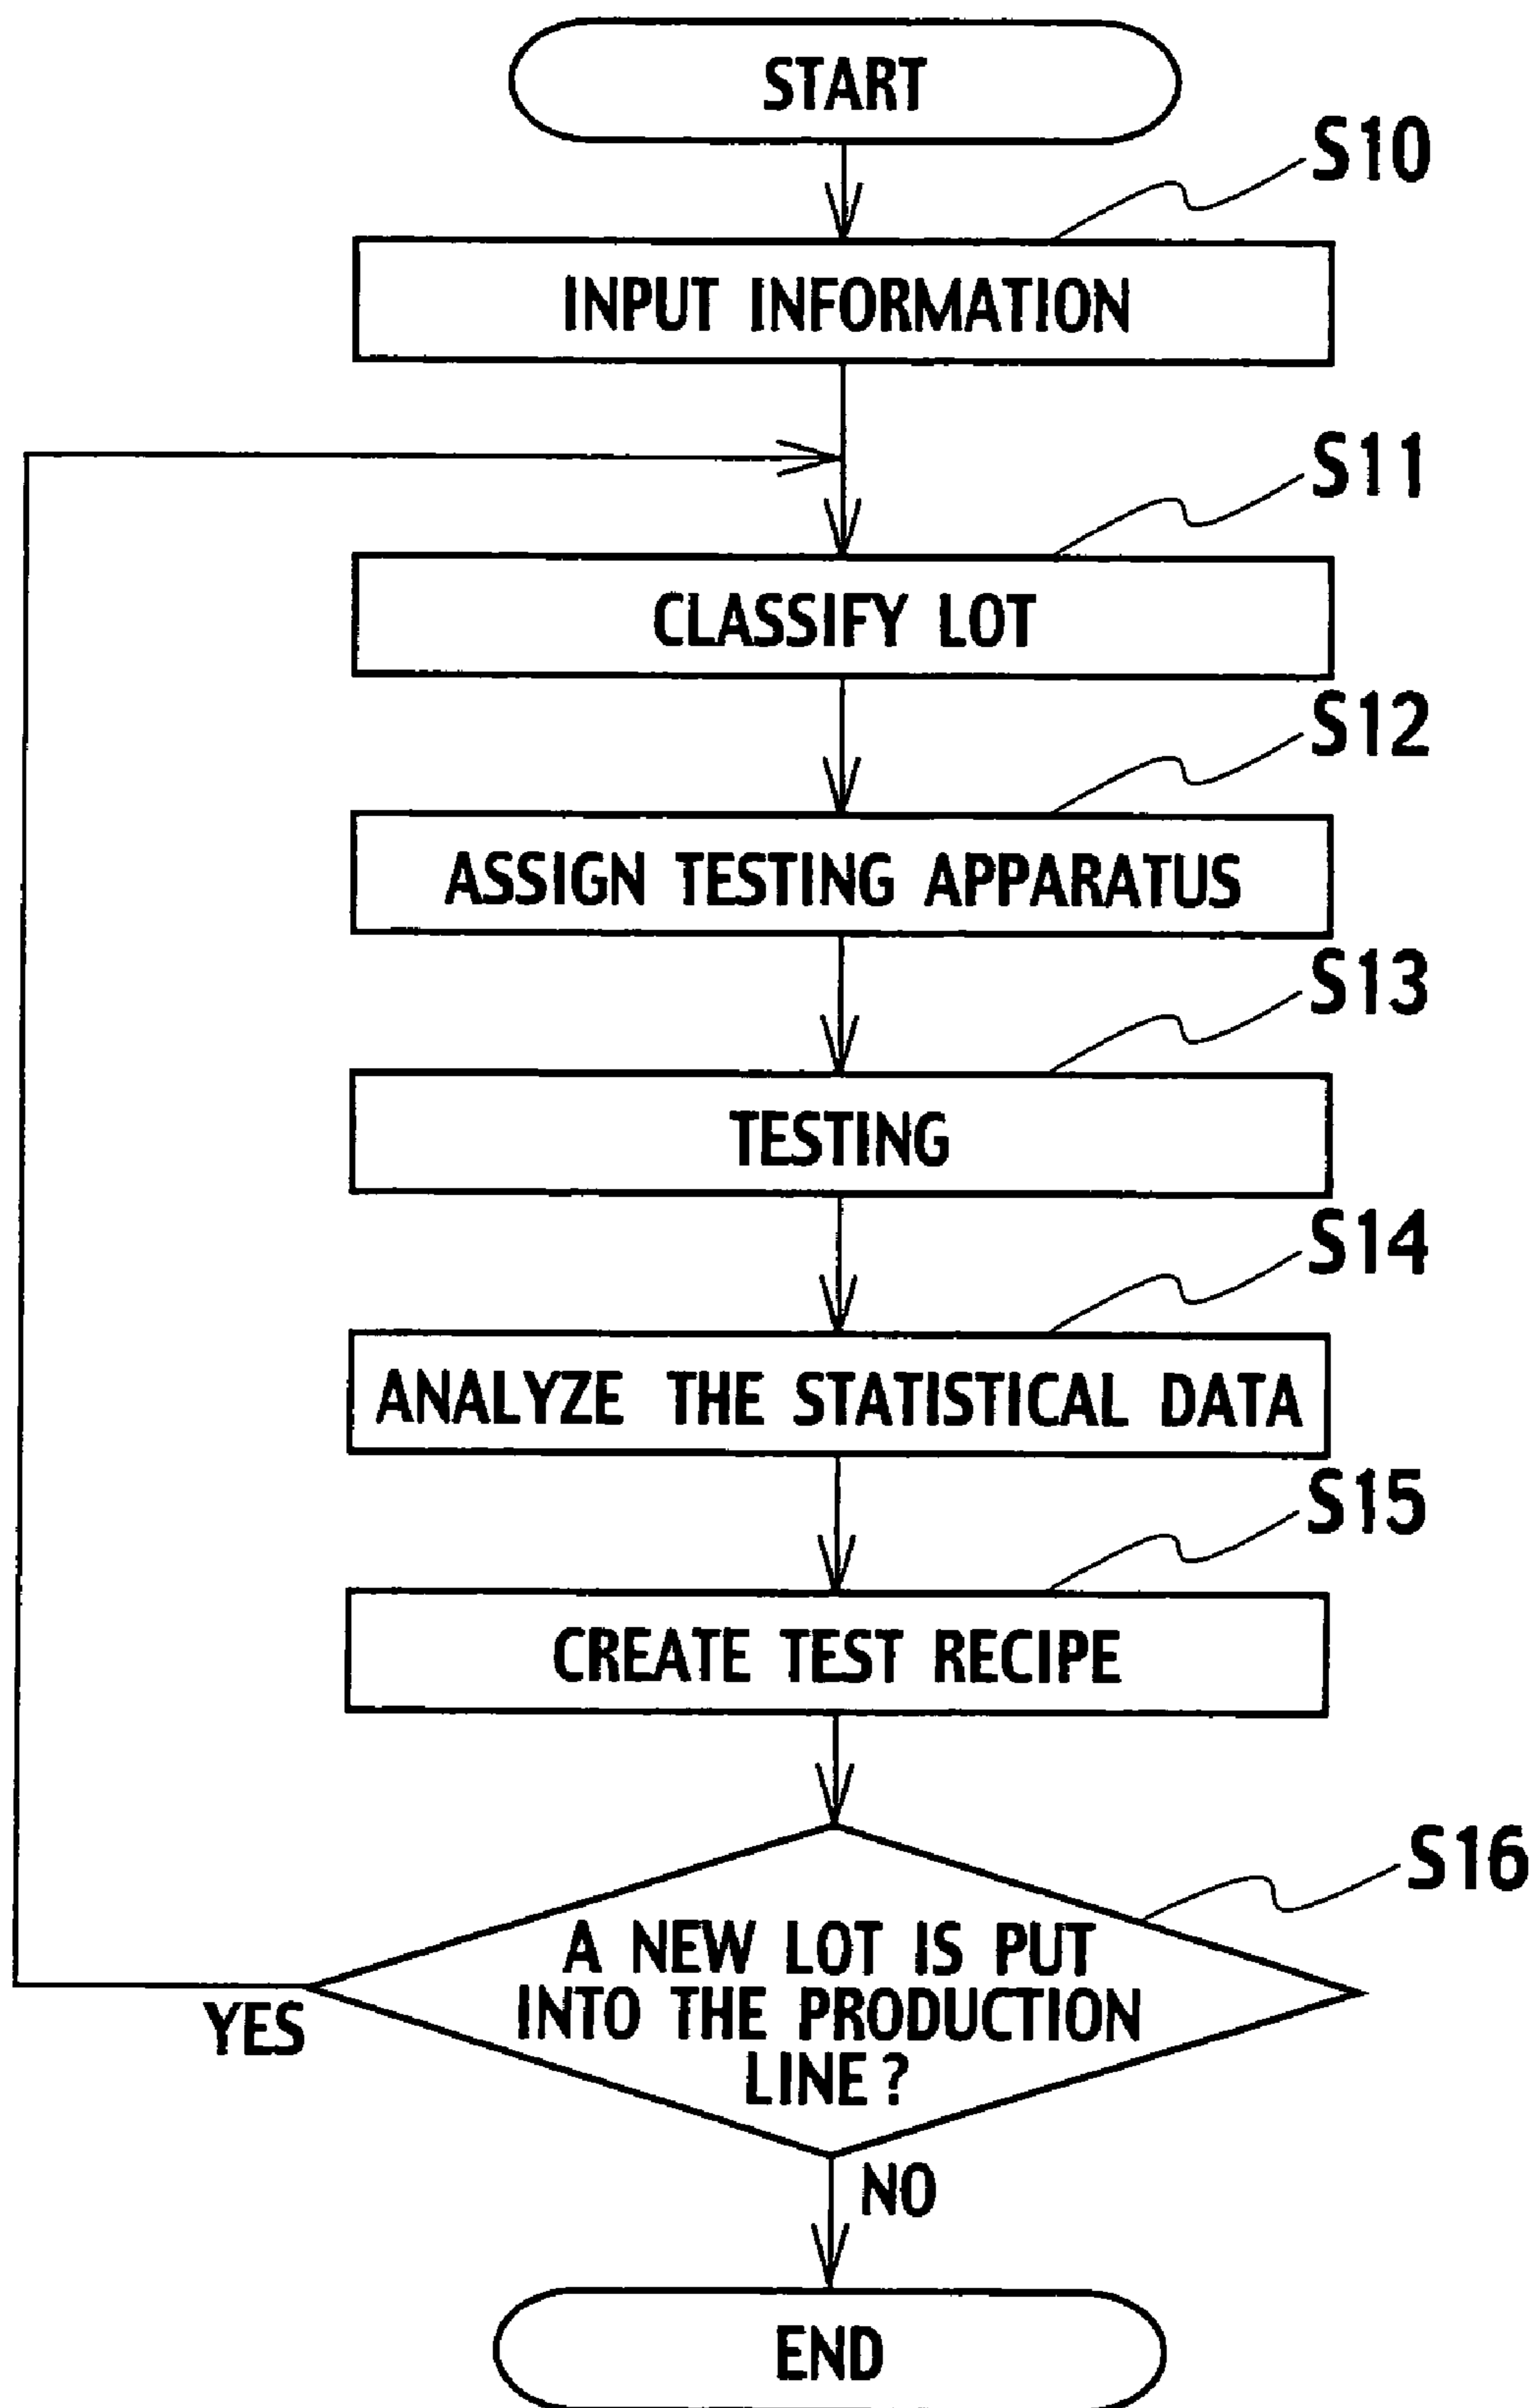 START
S10
INPUT INFORMATION
S11
CLASSIFY LOT
S12
ASSIGN TESTING APPARATUS
S13
TESTING
S14
ANALYZE THE STATISTICAL DATA
S15
CREATE TEST RECIPE
S16
A NEW LOT IS PUT
INTO THE PRODUCTION
LINE?
YES
NO
END